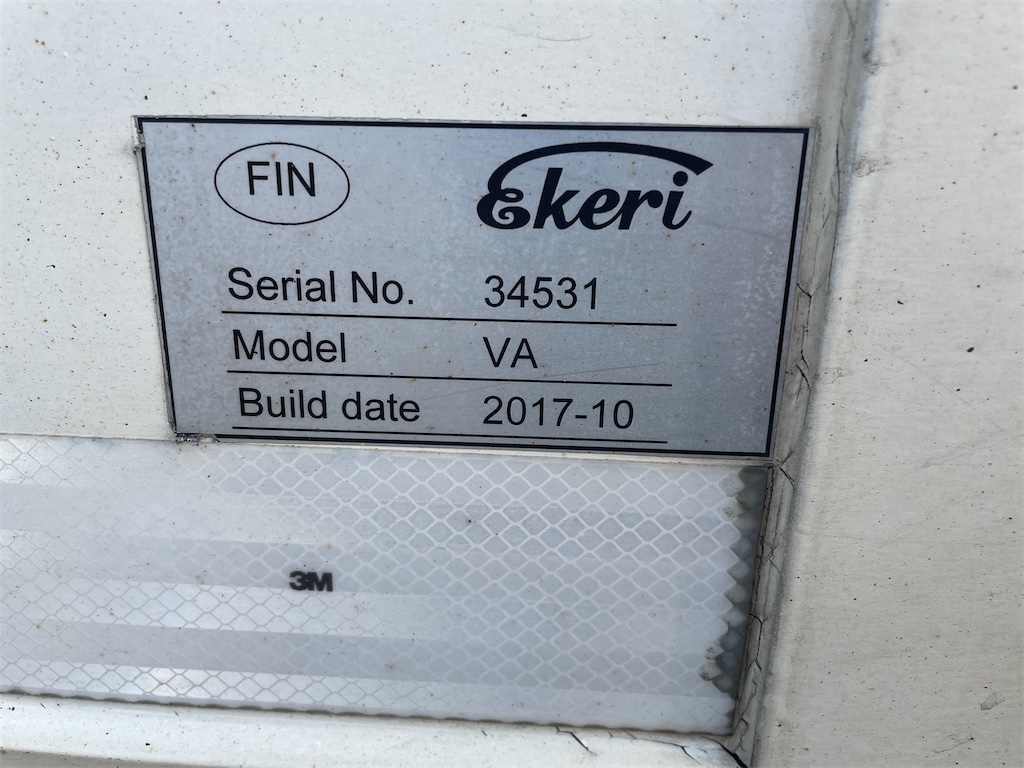 FIN Ekeri
Serial No. 34531
Model VA
Build date 2017-10
3M